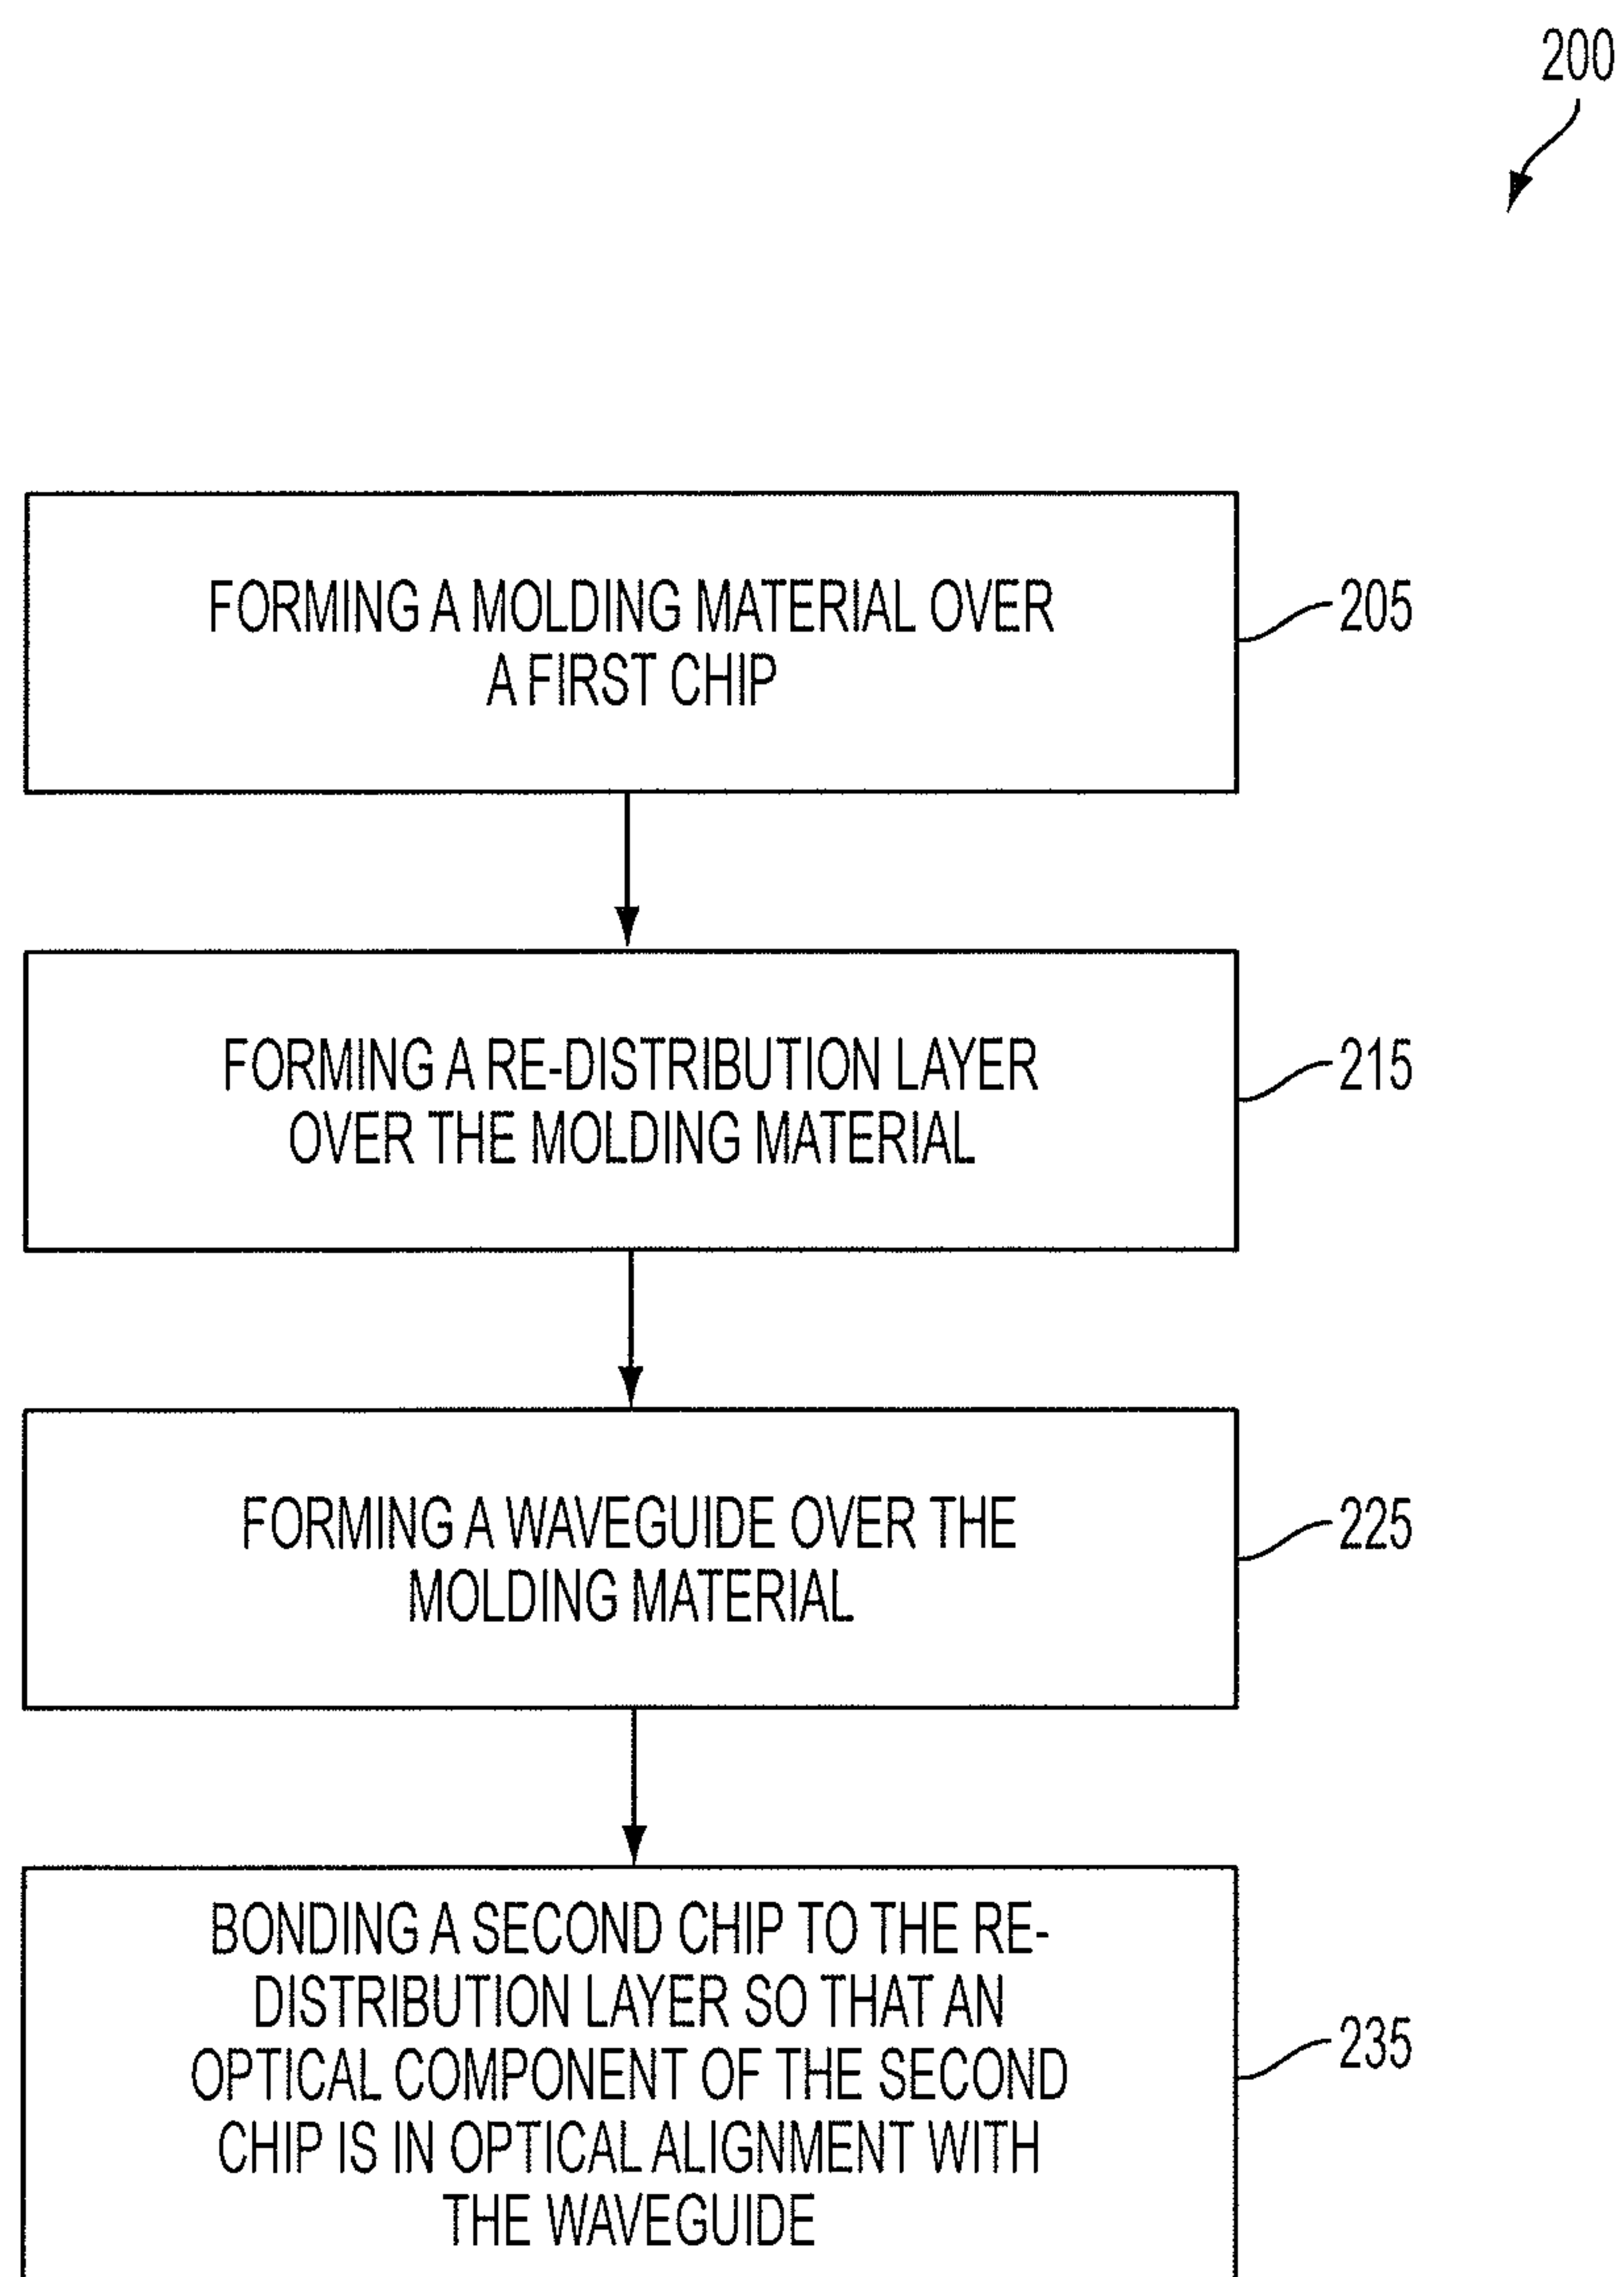 200
FORMING A MOLDING MATERIAL OVER
A FIRST CHIP
205
FORMING A RE-DISTRIBUTION LAYER
OVER THE MOLDING MATERIAL
215
FORMING A WAVEGUIDE OVER THE
MOLDING MATERIAL
225
BONDING A SECOND CHIP TO THE RE-
DISTRIBUTION LAYER SO THAT AN
OPTICAL COMPONENT OF THE SECOND
CHIP IS IN OPTICAL ALIGNMENT WITH
THE WAVEGUIDE
235